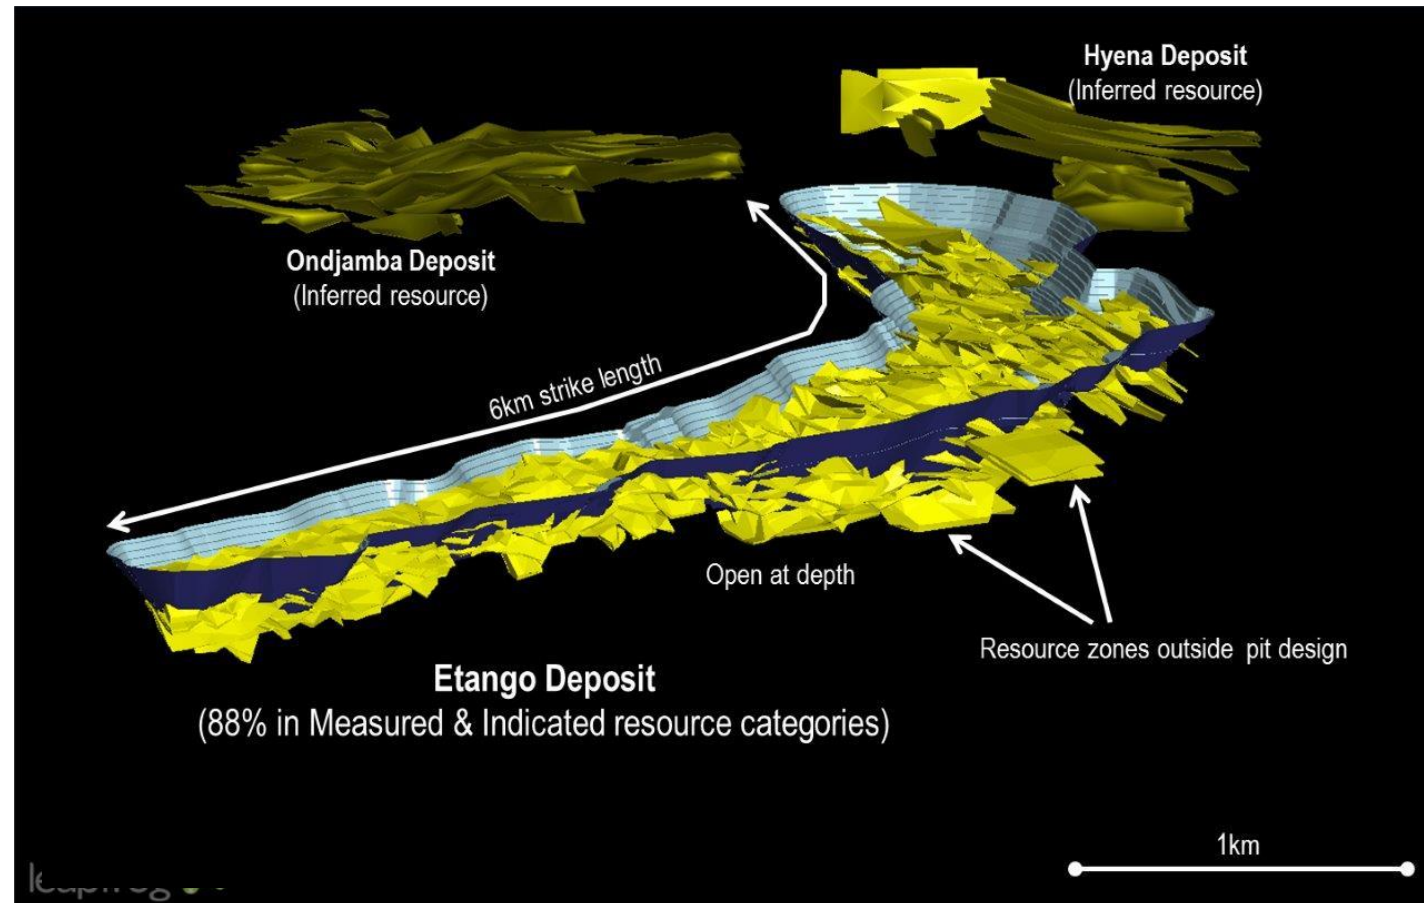 Hyena Deposit
(Inferred resource)
Ondjamba Deposit
(Inferred resource)
6km strike length
Open at depth
Resource zones outside pit design
Etango Deposit
(88% in Measured & Indicated resource categories)
1km